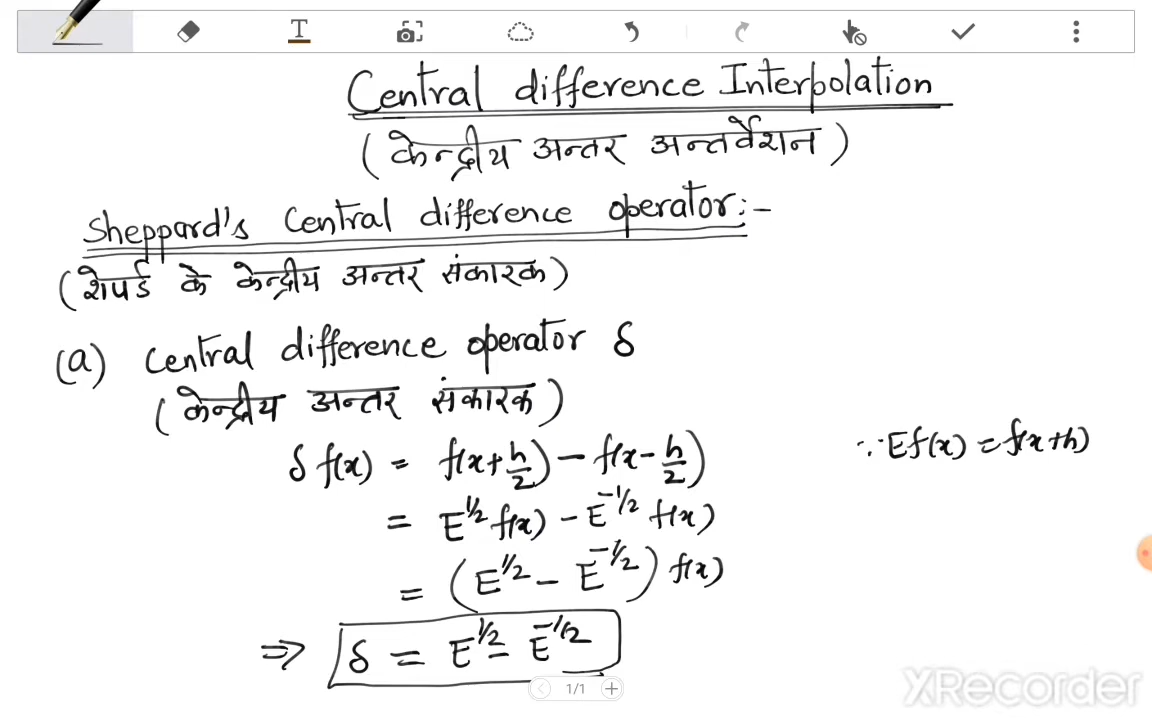 T
Central difference Interpolation
(केन्द्रीय अन्तर अन्तर्वेशन)
Sheppard's Central difference operator:-
(शेपर्ड के केन्द्रीय अन्तर संकारक)
(a) Central difference operator δ
(केन्द्रीय अन्तर संकारक)
δ f(x) = f(x+h/2) - f(x-h/2) ∵ Ef(x) = f(x+h)
= E^1/2 f(x) - E^-1/2 f(x)
= (E^1/2 - E^-1/2) f(x)
⇒ δ = E^1/2 - E^-1/2
1/1
XRecorder